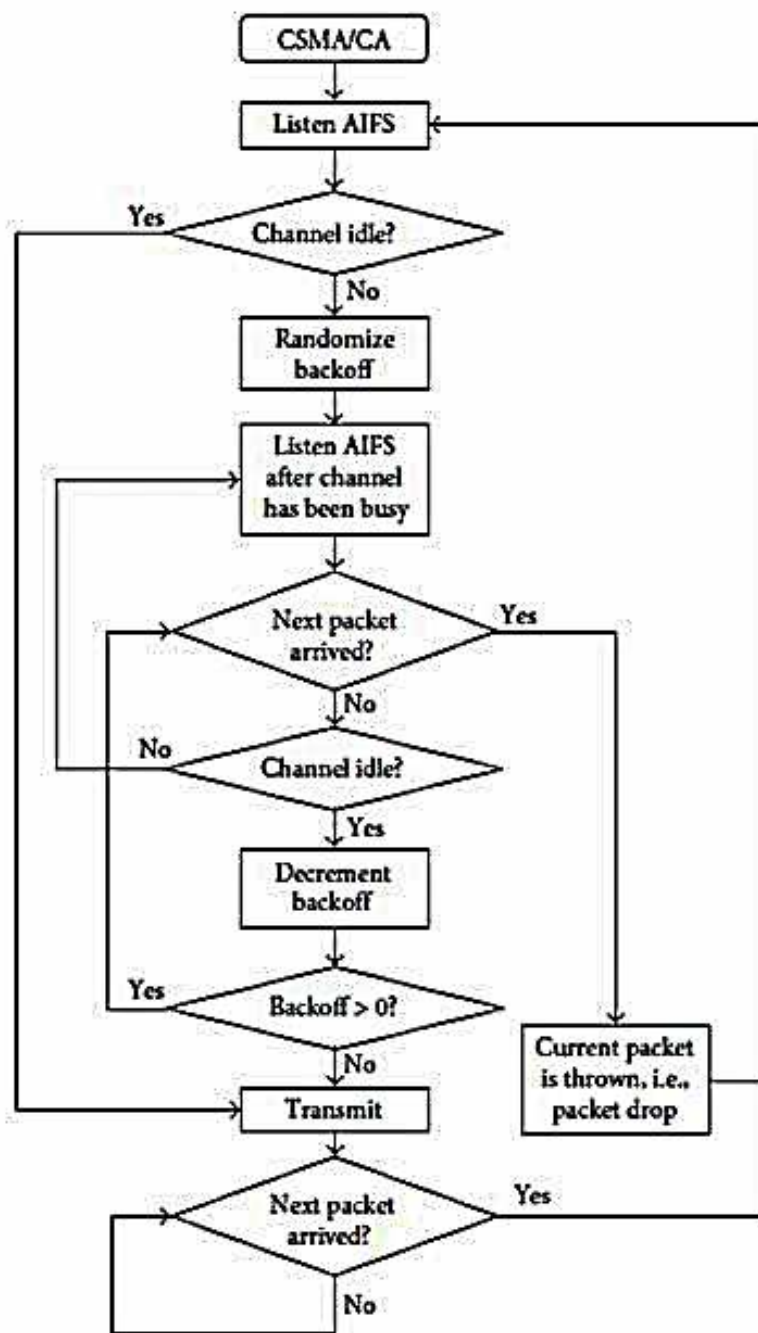 CSMA/CA
Listen AIFS
Yes
Channel idle?
No
Randomize
backoff
Listen AIFS
after channel
has been busy
Next packet
arrived?
Yes
No
No
Channel idle?
Yes
Decrement
backoff
Yes
Backoff > 0?
No
Current packet
is thrown, i.e.,
packet drop
Transmit
Next packet
arrived?
Yes
No